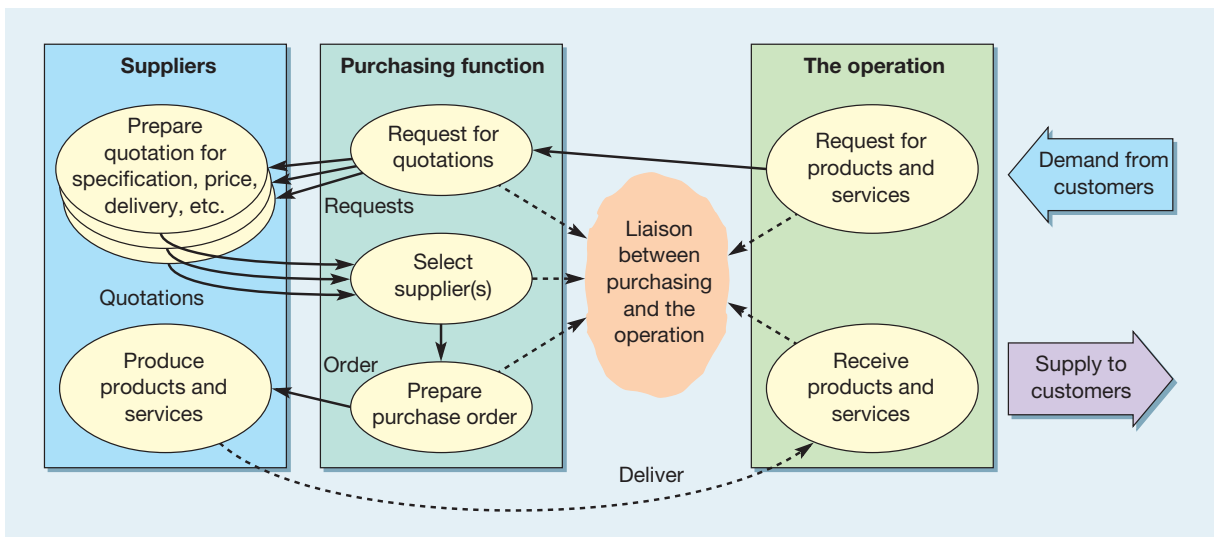 Suppliers
Purchasing function
The operation
Prepare
quotation for
specification, price,
delivery, etc.
Request for
quotations
Request for
products and
services
Demand from
customers
Requests
Liaison
between
purchasing
and the
operation
Select
supplier(s)
Quotations
Produce
products and
services
Order
Prepare
purchase order
Receive
products and
services
Supply to
customers
Deliver